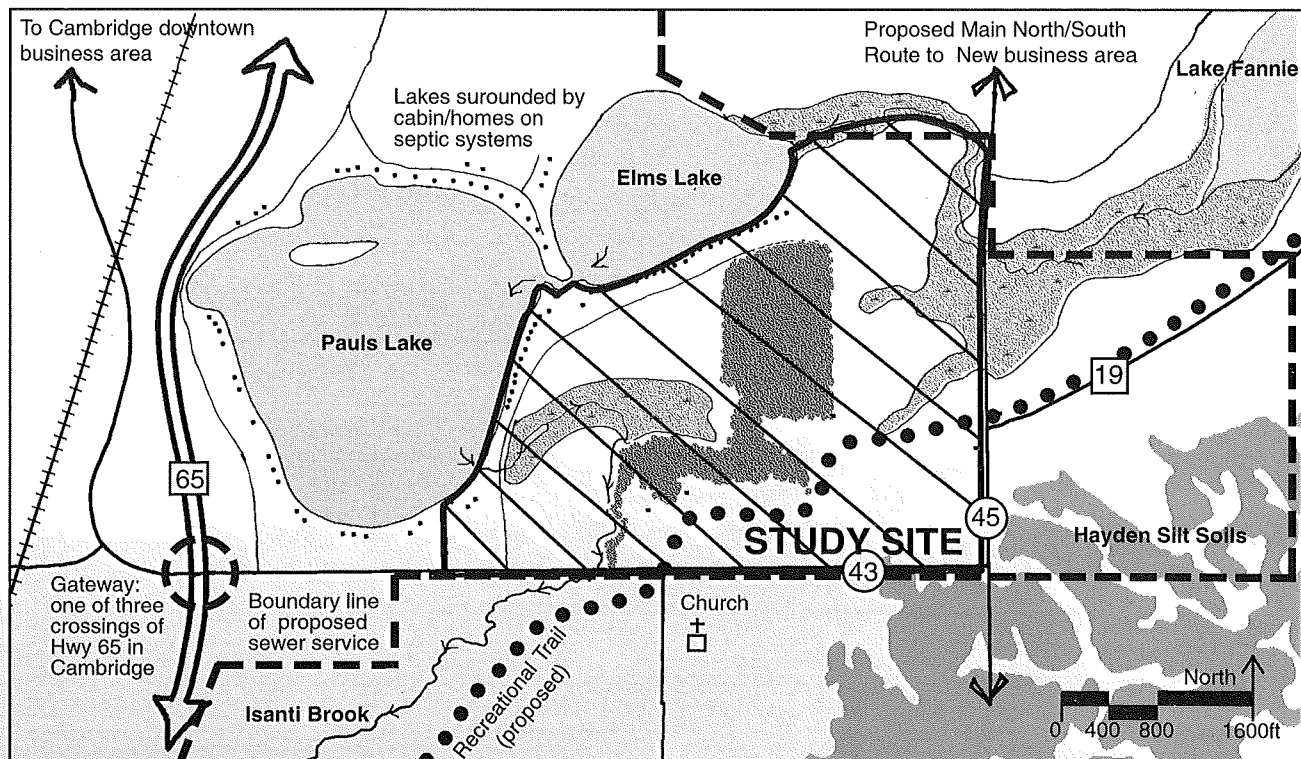 To Cambridge downtown
business area
Proposed Main North/South
Route to New business area
Lake Fannie
Lakes surounded by
cabin/homes on
septic systems
Elms Lake
Pauls Lake
19
65
STUDY SITE
45
Hayden Silt Soils
43
Gateway:
one of three
crossings of
Hwy 65 in
Cambridge
Boundary line
of proposed
sewer service
Church
Isanti Brook
Recreational Trail
(proposed)
North
0 400 800 1600ft